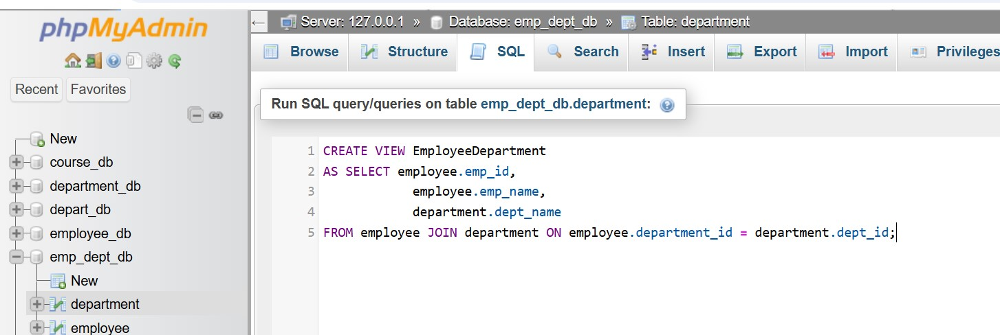 phpMyAdmin
Recent Favorites
New
course_db
department_db
depart_db
employee_db
emp_dept_db
New
department
employee
← Server: 127.0.0.1 » Database: emp_dept_db » Table: department
Browse Structure SQL Search Insert Export Import Privileges
Run SQL query/queries on table emp_dept_db.department:
1 CREATE VIEW EmployeeDepartment
2 AS SELECT employee.emp_id,
3 employee.emp_name,
4 department.dept_name
5 FROM employee JOIN department ON employee.department_id = department.dept_id;